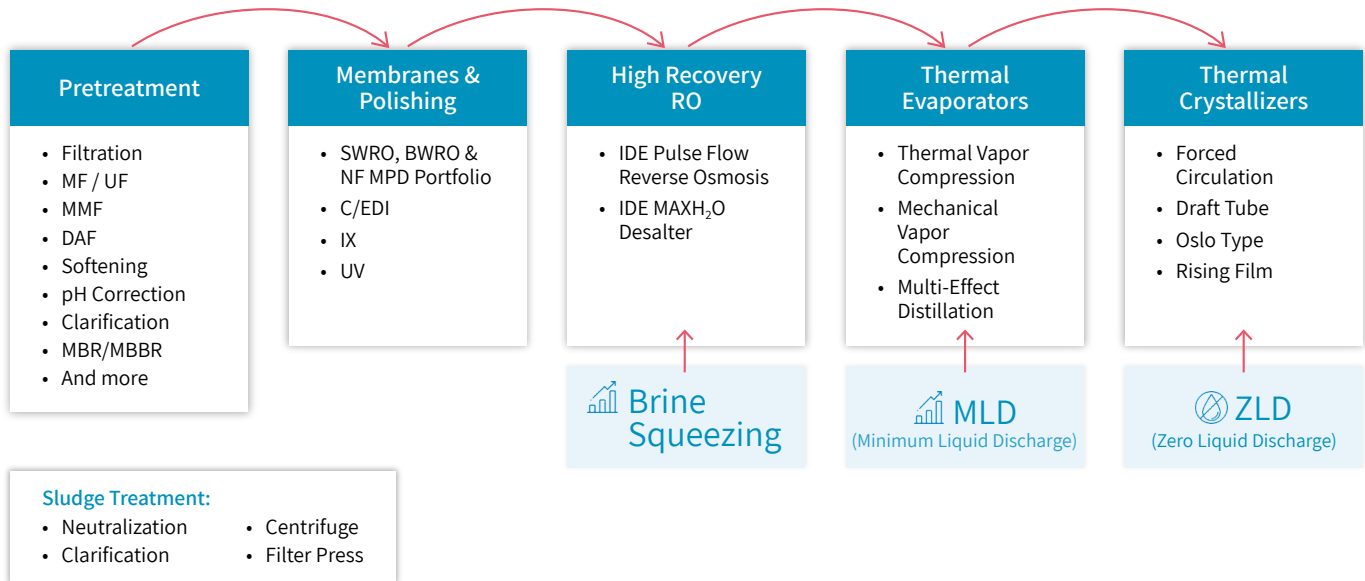 Pretreatment
• Filtration
• MF / UF
• MMF
• DAF
• Softening
• pH Correction
• Clarification
• MBR/MBBR
• And more
Membranes &
Polishing
• SWRO, BWRO &
NF MPD Portfolio
• C/EDI
• IX
• UV
High Recovery
RO
• IDE Pulse Flow
Reverse Osmosis
• IDE MAXH₂O
Desalter
Brine
Squeezing
Thermal
Evaporators
• Thermal Vapor
Compression
• Mechanical
Vapor
Compression
• Multi-Effect
Distillation
MLD
(Minimum Liquid Discharge)
Thermal
Crystallizers
• Forced
Circulation
• Draft Tube
• Oslo Type
• Rising Film
ZLD
(Zero Liquid Discharge)
Sludge Treatment:
• Neutralization
• Clarification
• Centrifuge
• Filter Press